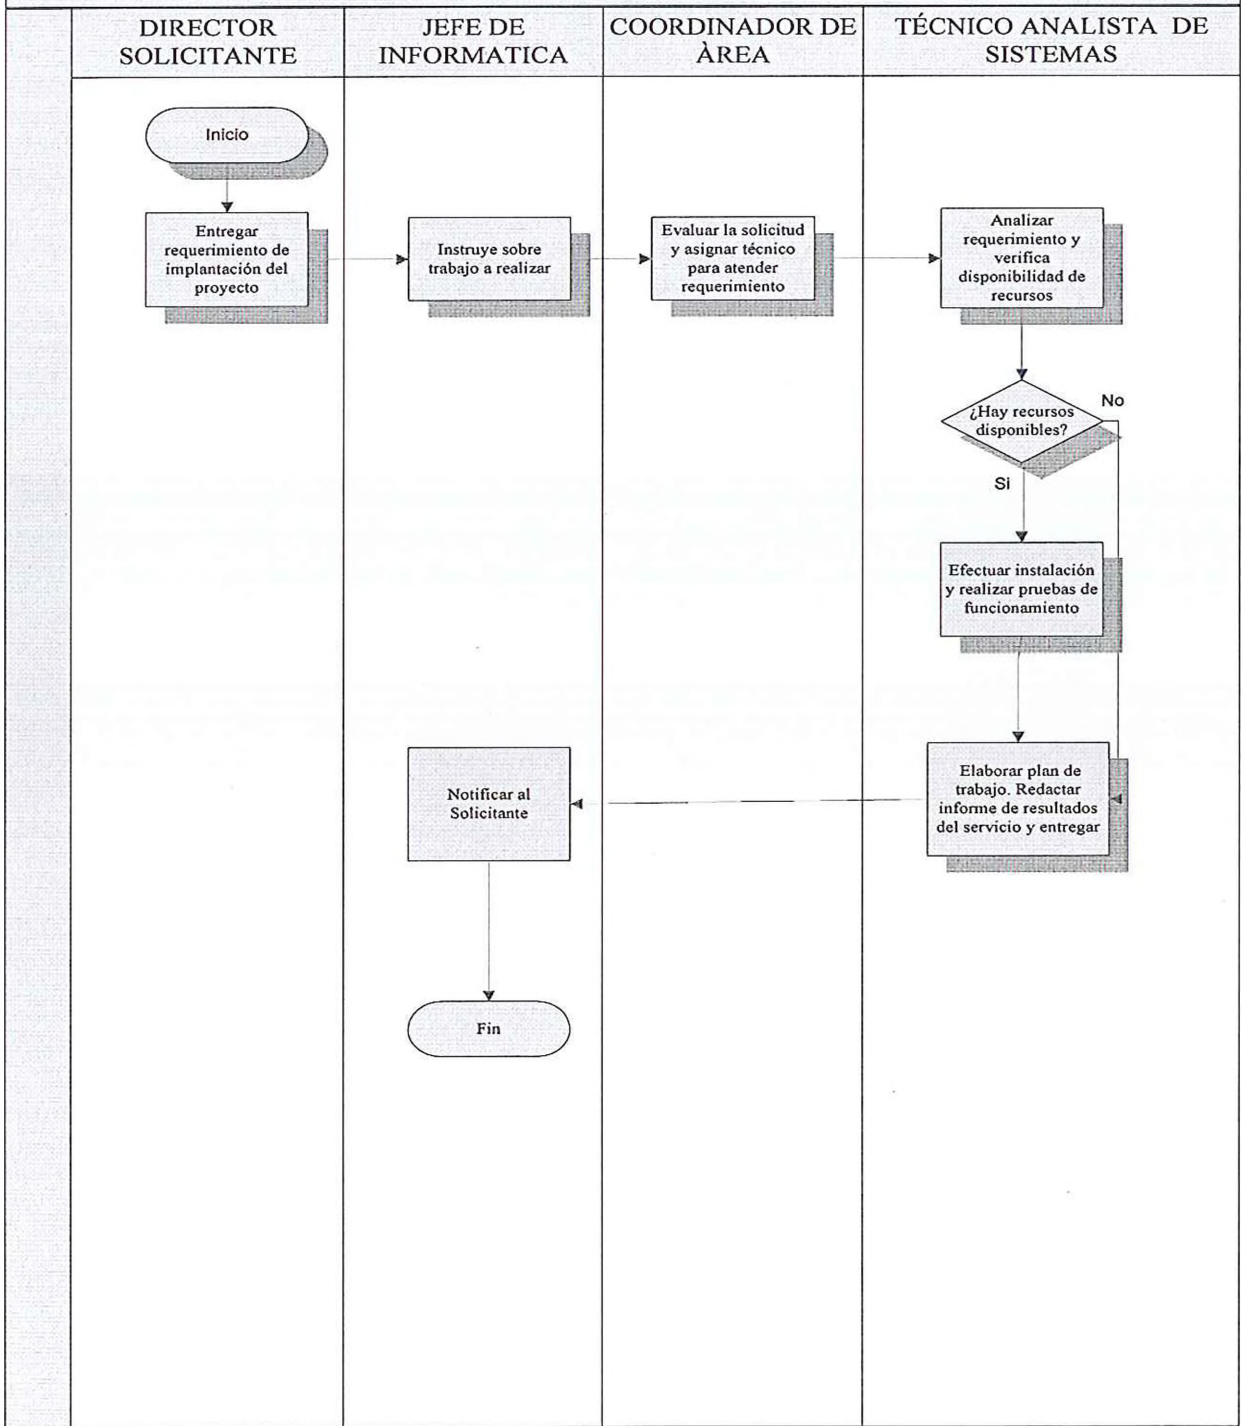 DIRECTOR
SOLICITANTE
JEFE DE
INFORMATICA
COORDINADOR DE
ÀREA
TÉCNICO ANALISTA DE
SISTEMAS
Inicio
Entregar
requerimiento de
implantación del
proyecto
Instruye sobre
trabajo a realizar
Evaluar la solicitud
y asignar técnico
para atender
requerimiento
Analizar
requerimiento y
verifica
disponibilidad de
recursos
¿Hay recursos
disponibles?
No
Si
Efectuar instalación
y realizar pruebas de
funcionamiento
Elaborar plan de
trabajo. Redactar
informe de resultados
del servicio y entregar
Notificar al
Solicitante
Fin